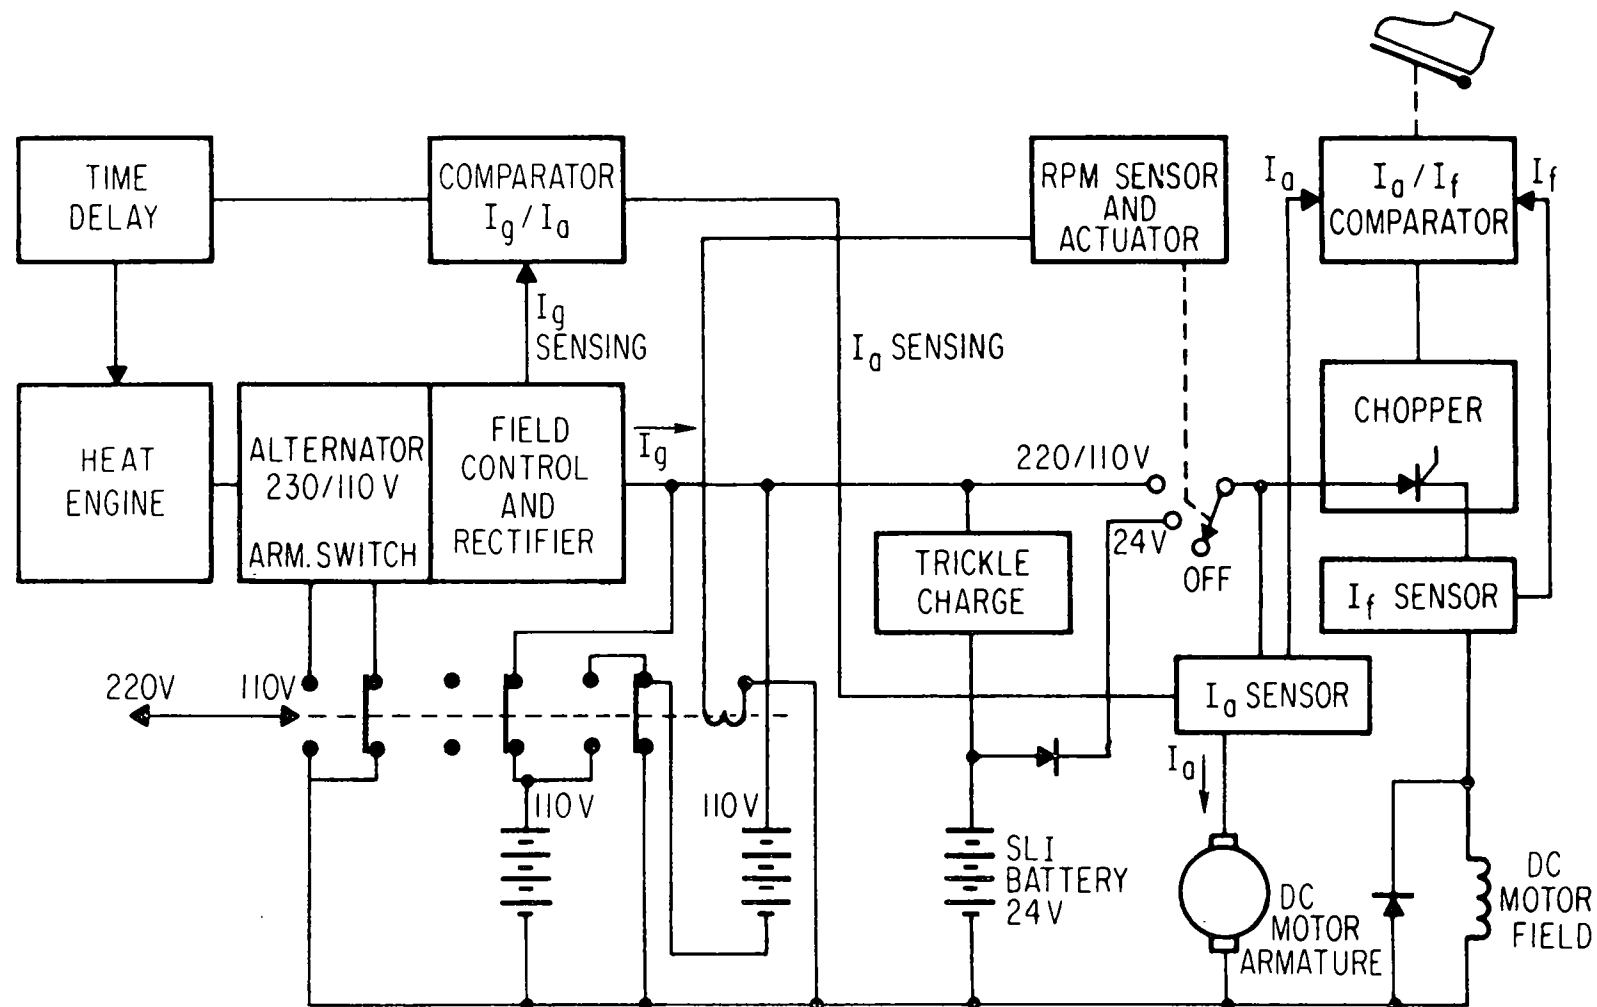 TIME
DELAY
COMPARATOR
Ig/Ia
RPM SENSOR
AND
ACTUATOR
Ia
Ia/If
COMPARATOR
If
Ig
SENSING
Ia SENSING
HEAT
ENGINE
ALTERNATOR
230/110 V
ARM. SWITCH
FIELD
CONTROL
AND
RECTIFIER
Ig
220/110V
24V
OFF
CHOPPER
TRICKLE
CHARGE
If SENSOR
220V
110V
Ia SENSOR
Ia
110V
110V
SLI
BATTERY
24V
DC
MOTOR
ARMATURE
DC
MOTOR
FIELD